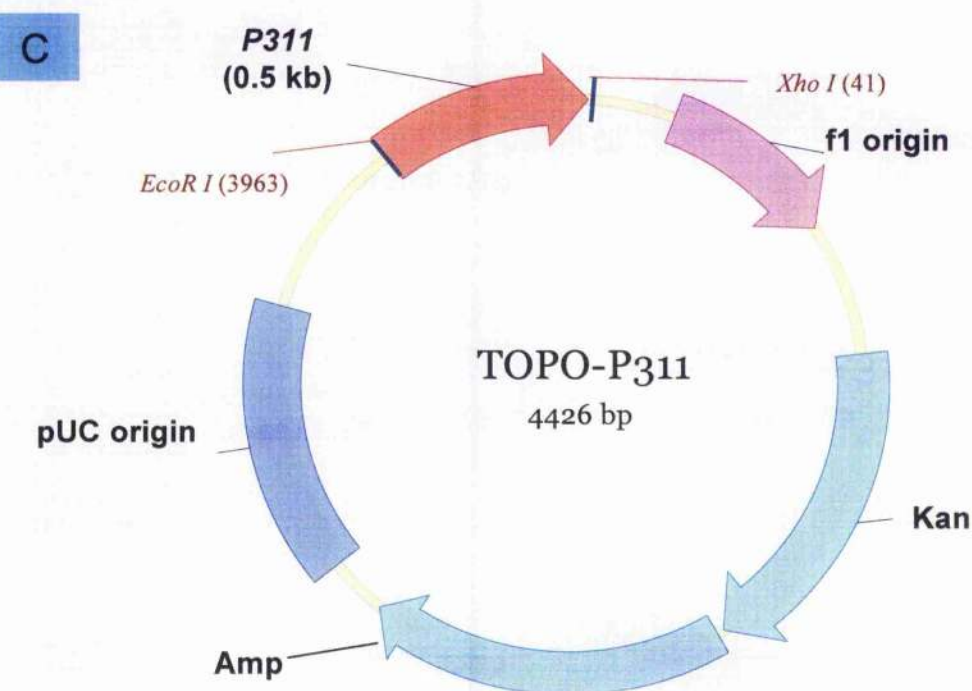 C
P311
(0.5 kb)
Xho I (41)
f1 origin
EcoR I (3963)
TOPO-P311
4426 bp
pUC origin
Kan
Amp